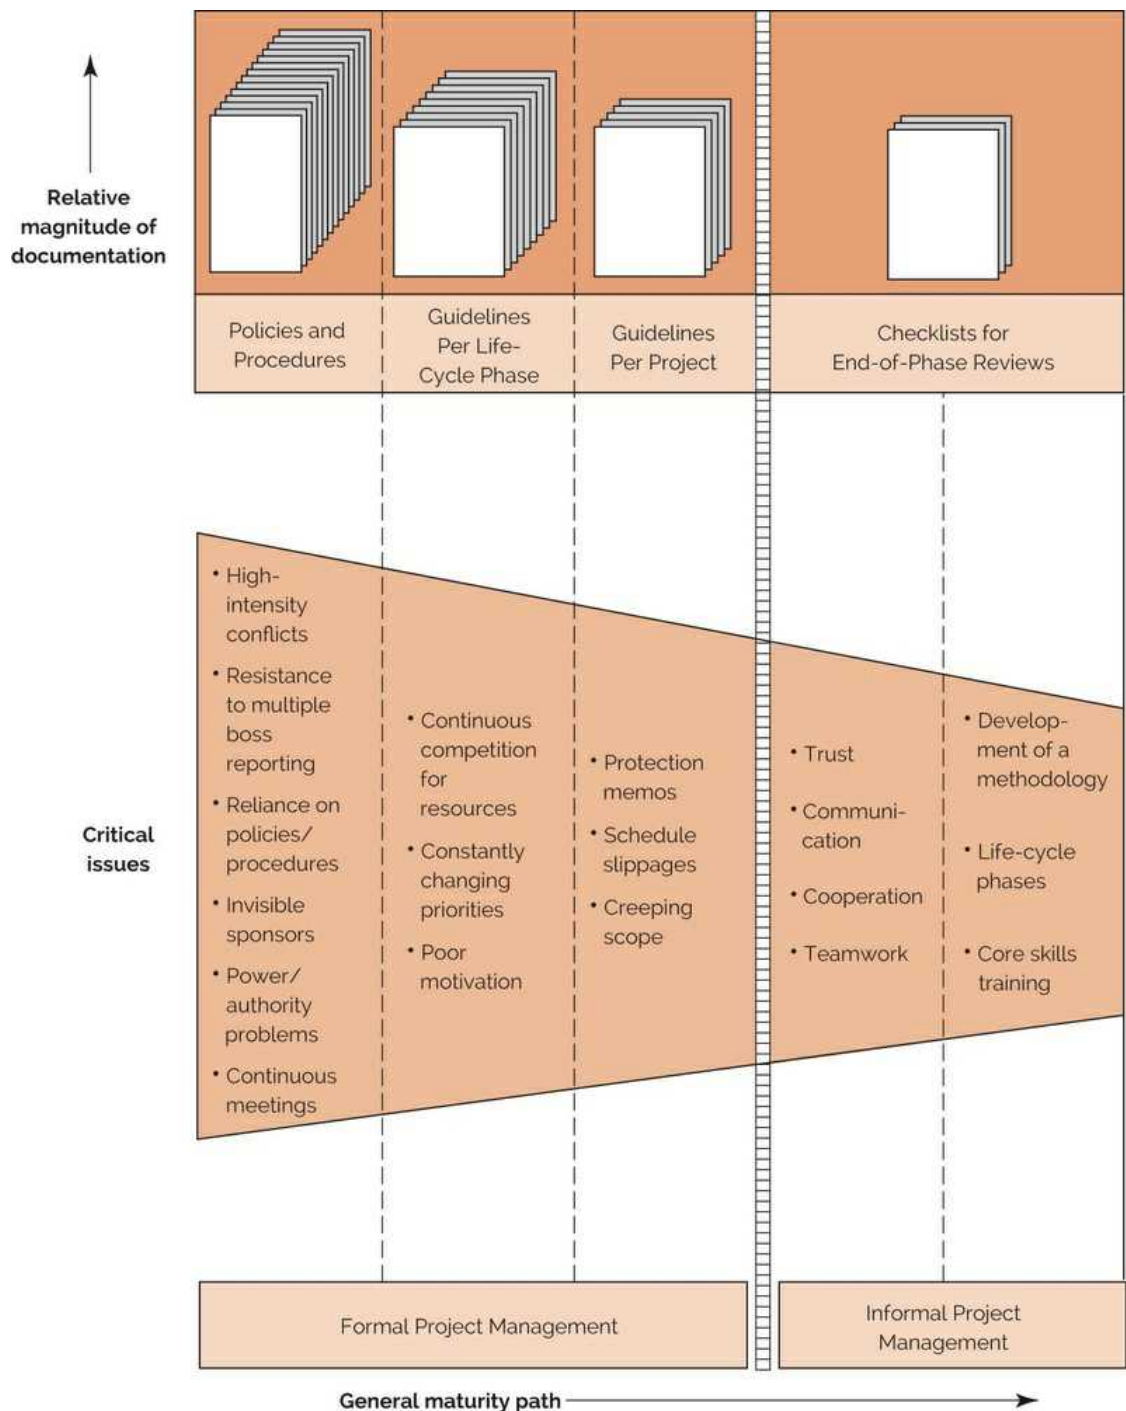 Relative
magnitude of
documentation
Policies and
Procedures
Guidelines
Per Life-
Cycle Phase
Guidelines
Per Project
Checklists for
End-of-Phase Reviews
Critical
issues
• High-
intensity
conflicts
• Resistance
to multiple
boss
reporting
• Reliance on
policies/
procedures
• Invisible
sponsors
• Power/
authority
problems
• Continuous
meetings
• Continuous
competition
for
resources
• Constantly
changing
priorities
• Poor
motivation
• Protection
memos
• Schedule
slippages
• Creeping
scope
• Trust
• Communi-
cation
• Cooperation
• Teamwork
• Develop-
ment of a
methodology
• Life-cycle
phases
• Core skills
training
Formal Project Management
Informal Project
Management
General maturity path